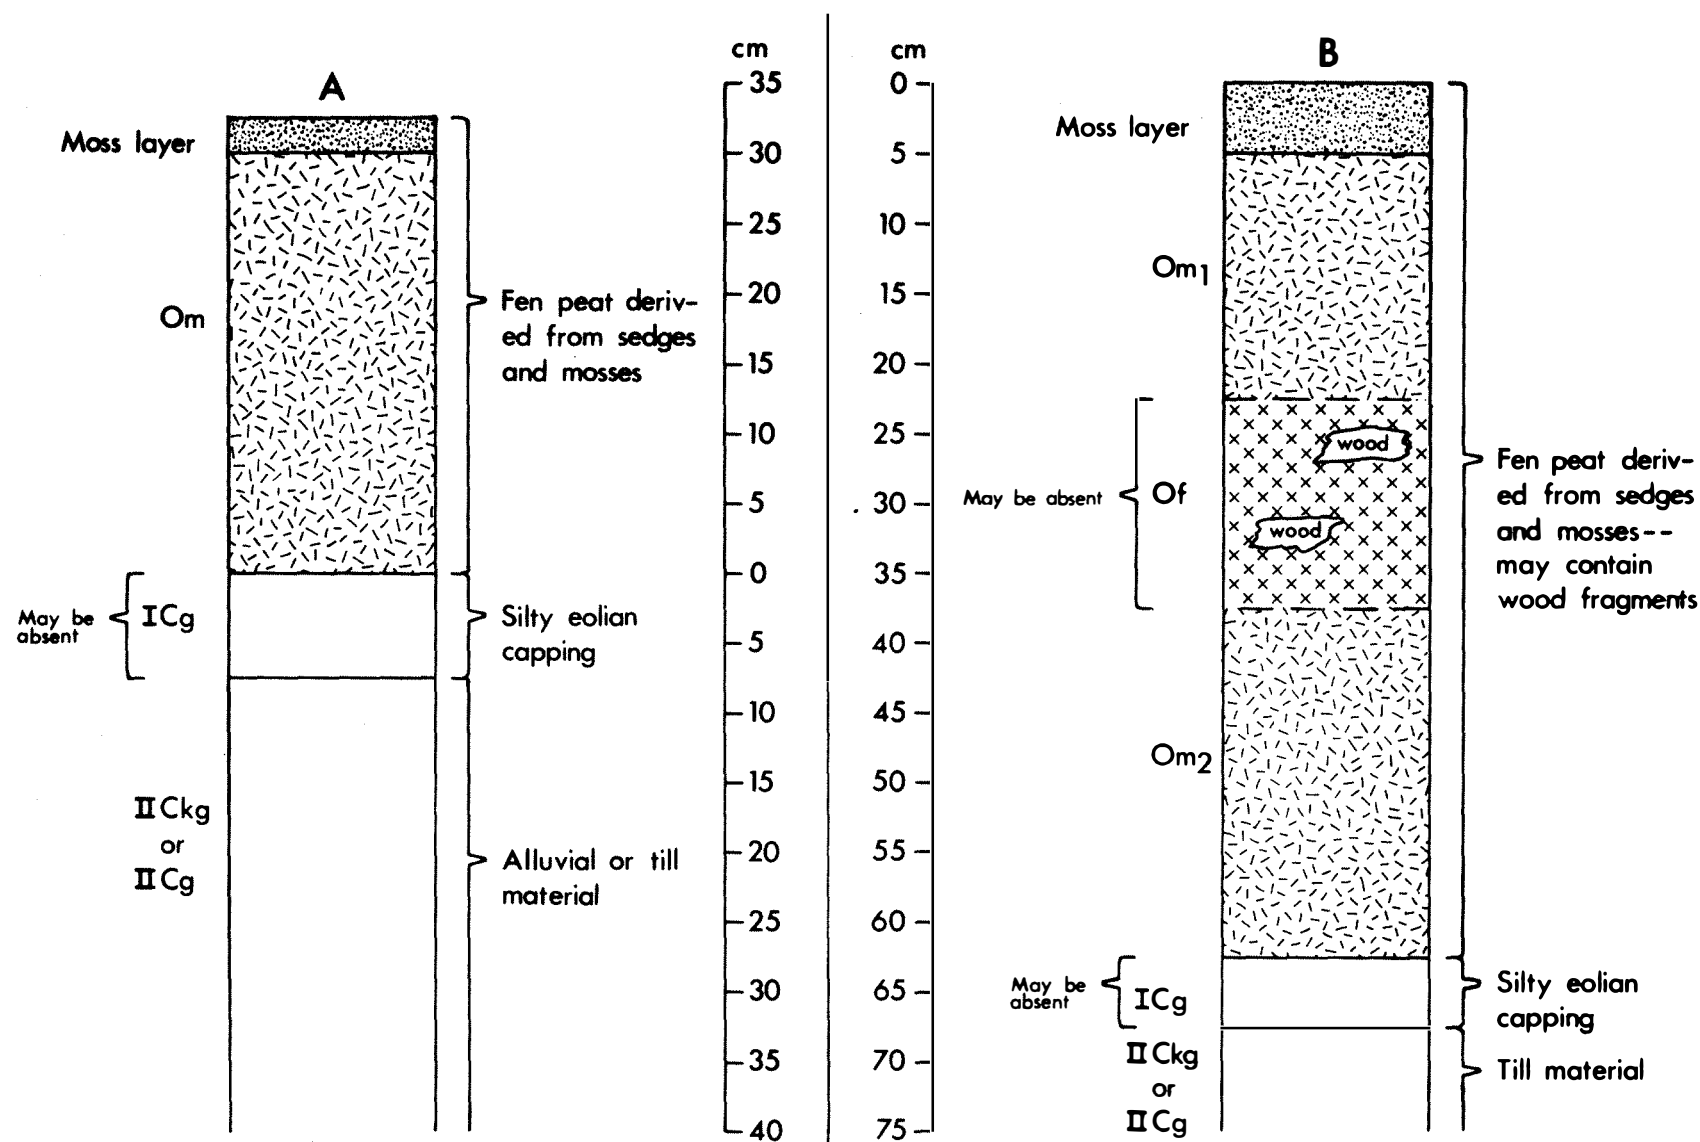 A
Moss layer
Om
May be
absent
ICg
IICkg
or
IICg
Fen peat deriv-
ed from sedges
and mosses
Silty eolian
capping
Alluvial or till
material
cm
35
30
25
20
15
10
5
0
5
10
15
20
25
30
35
40
cm
0
5
10
15
20
25
30
35
40
45
50
55
60
65
70
75
B
Moss layer
Om1
May be absent
Of
wood
wood
Om2
May be
absent
ICg
IICkg
or
IICg
Fen peat deriv-
ed from sedges
and mosses--
may contain
wood fragments
Silty eolian
capping
Till material